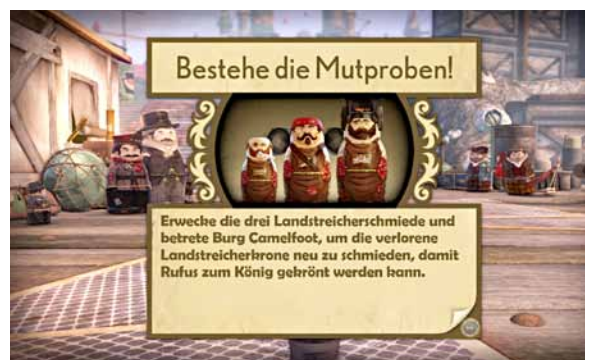 Bestehe die Mutproben!
Erwecke die drei Landstreicherschmiede und
betrete Burg Camelfoot, um die verlorene
Landstreicherkrone neu zu schmieden, damit
Rufus zum König gekrönt werden kann.